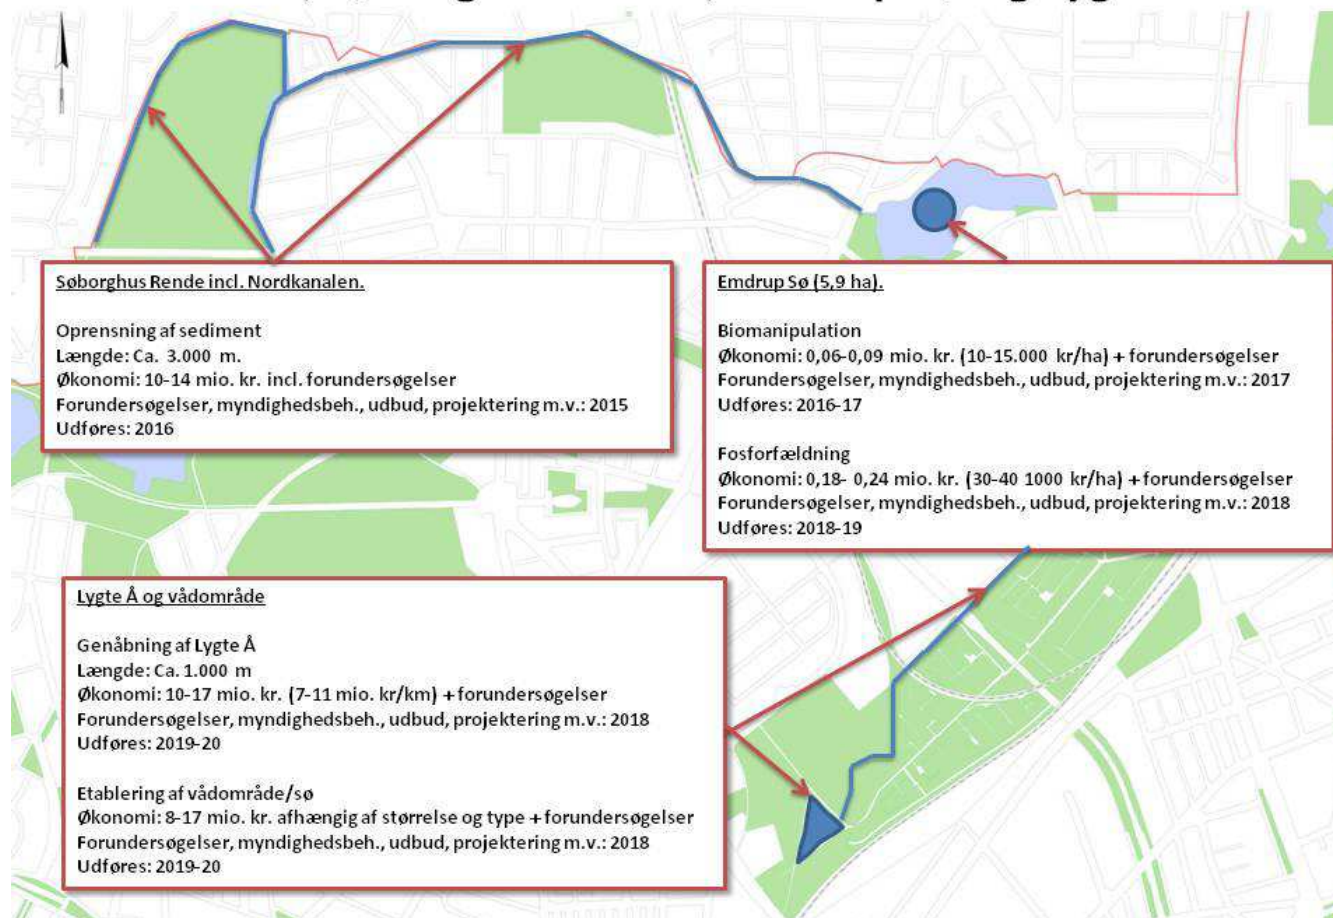 Søborghus Rende incl. Nordkanalen.
Oprensning af sediment
Længde: Ca. 3.000 m.
Økonomi: 10-14 mio. kr. incl. forundersøgelser
Forundersøgelser, myndighedsbeh., udbud, projektering m.v.: 2015
Udføres: 2016
Emdrup Sø (5,9 ha).
Biomanipulation
Økonomi: 0,06-0,09 mio. kr. (10-15.000 kr/ha) + forundersøgelser
Forundersøgelser, myndighedsbeh., udbud, projektering m.v.: 2017
Udføres: 2016-17
Fosforfældning
Økonomi: 0,18- 0,24 mio. kr. (30-40 1000 kr/ha) + forundersøgelser
Forundersøgelser, myndighedsbeh., udbud, projektering m.v.: 2018
Udføres: 2018-19
Lygte Å og vådområde
Genåbning af Lygte Å
Længde: Ca. 1.000 m
Økonomi: 10-17 mio. kr. (7-11 mio. kr/km) + forundersøgelser
Forundersøgelser, myndighedsbeh., udbud, projektering m.v.: 2018
Udføres: 2019-20
Etablering af vådområde/sø
Økonomi: 8-17 mio. kr. afhængig af størrelse og type + forundersøgelser
Forundersøgelser, myndighedsbeh., udbud, projektering m.v.: 2018
Udføres: 2019-20